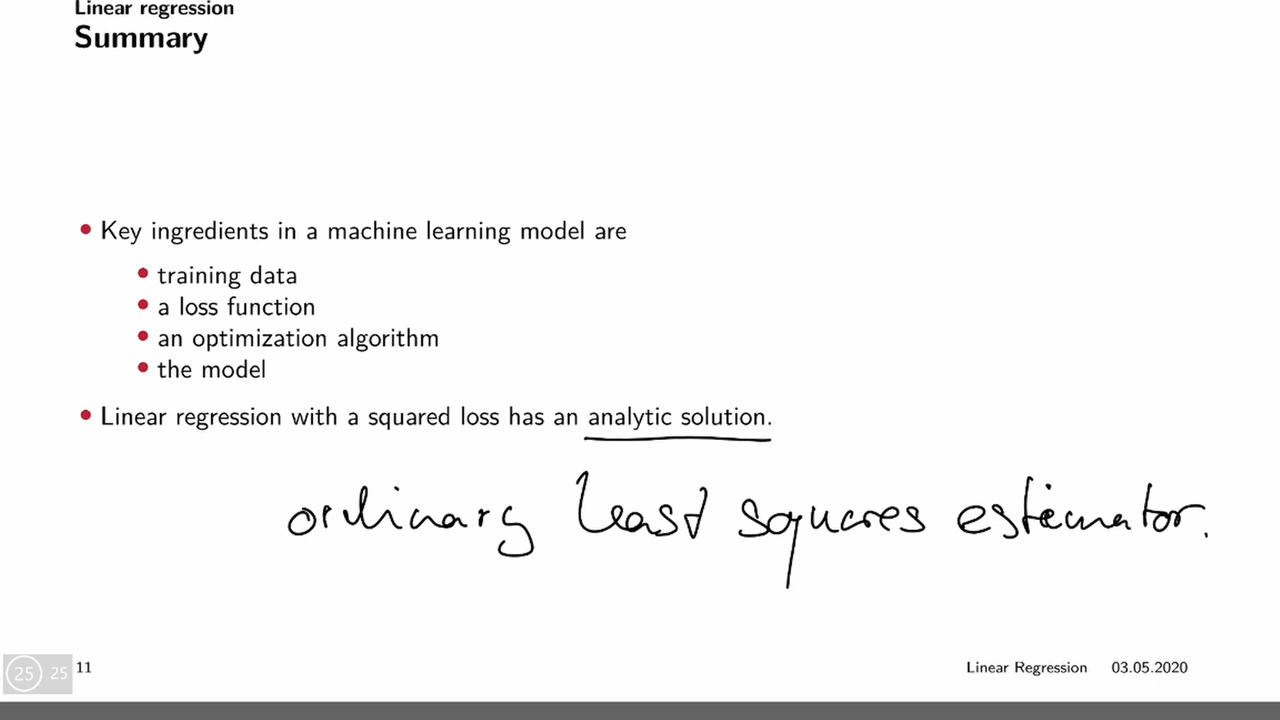 Linear regression
Summary
• Key ingredients in a machine learning model are
• training data
• a loss function
• an optimization algorithm
• the model
• Linear regression with a squared loss has an analytic solution.
ordinary least squares estimator.
25 25 11
Linear Regression 03.05.2020